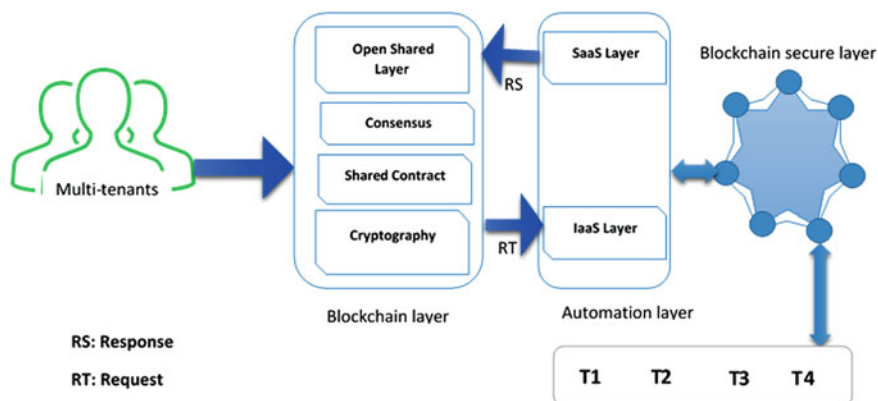 Multi-tenants
Open Shared
Layer
Consensus
Shared Contract
Cryptography
Blockchain layer
RS
RT
SaaS Layer
IaaS Layer
Automation layer
Blockchain secure layer
T1 T2 T3 T4
RS: Response
RT: Request